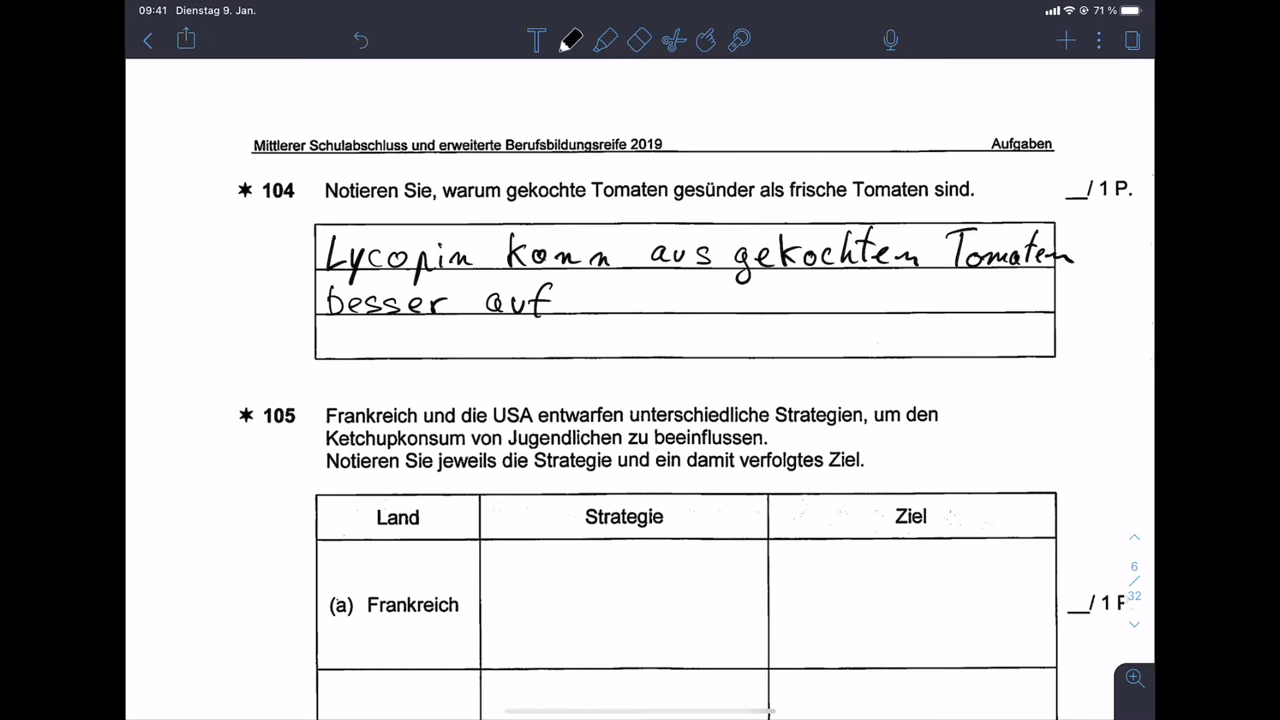 09:41 Dienstag 9. Jan. 71 %
Mittlerer Schulabschluss und erweiterte Berufsbildungsreife 2019 Aufgaben
* 104 Notieren Sie, warum gekochte Tomaten gesünder als frische Tomaten sind. __/ 1 P.
Lycopin kann aus gekochten Tomaten
besser auf
* 105 Frankreich und die USA entwarfen unterschiedliche Strategien, um den
Ketchupkonsum von Jugendlichen zu beeinflussen.
Notieren Sie jeweils die Strategie und ein damit verfolgtes Ziel.
Land Strategie Ziel
(a) Frankreich __/ 1 P
6
/
32